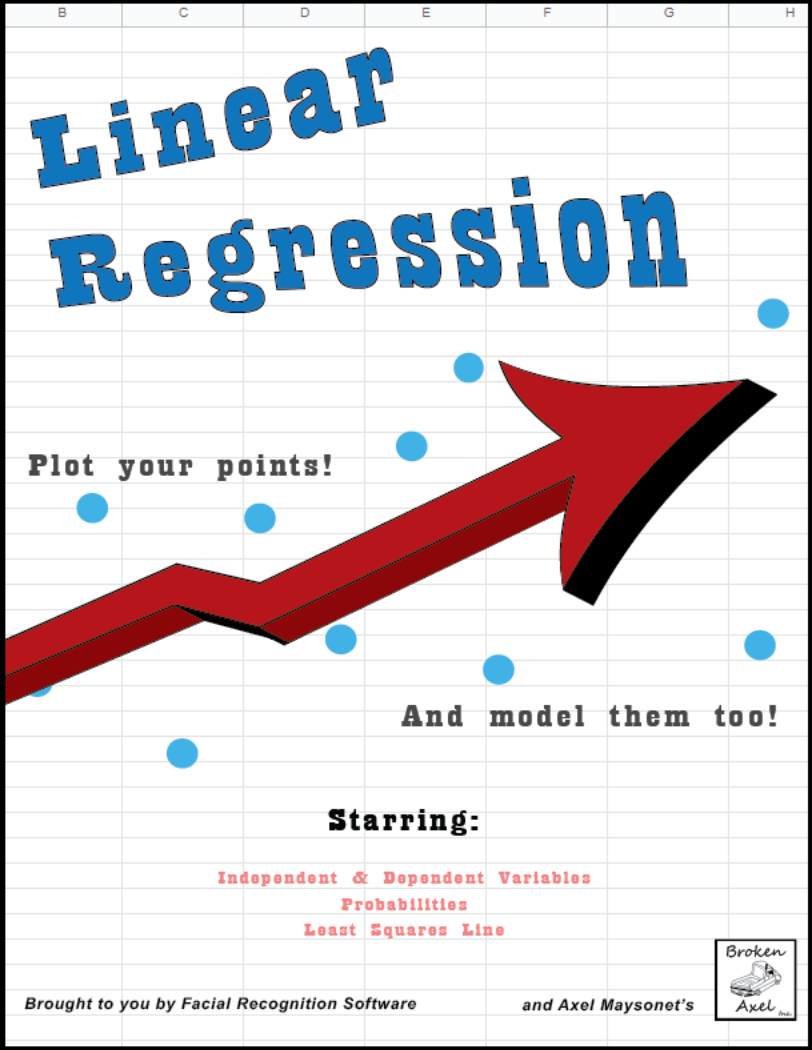 B C D E F G H
Linear
Regression
Plot your points!
And model them too!
Starring:
Independent & Dependent Variables
Probabilities
Least Squares Line
Broken
Axel
Inc.
Brought to you by Facial Recognition Software and Axel Maysonet's